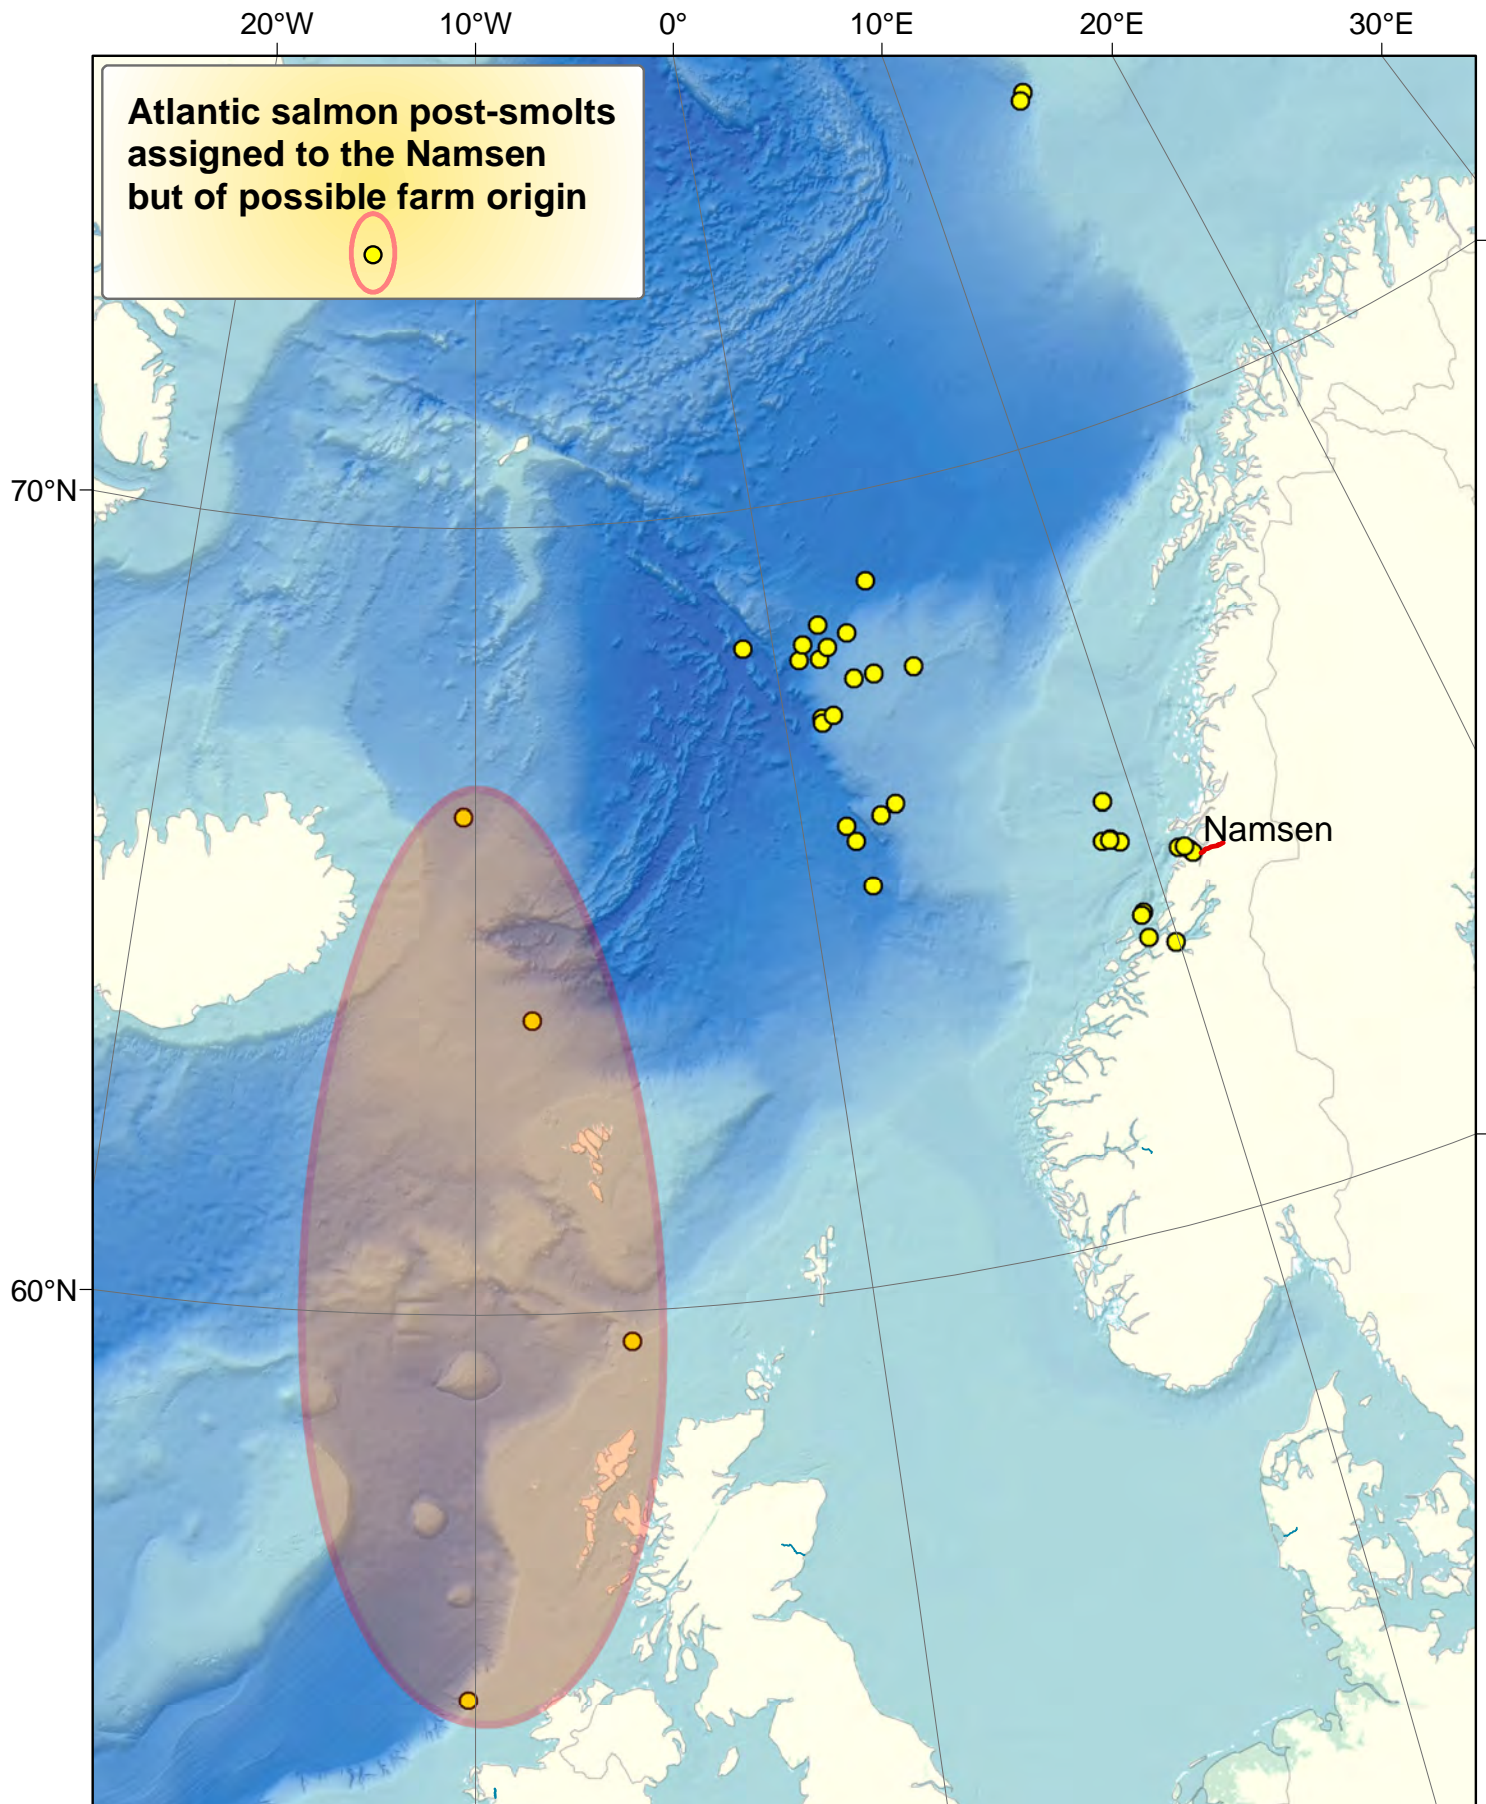 20°W 10°W 0° 10°E 20°E 30°E
Atlantic salmon post-smolts
assigned to the Namsen
but of possible farm origin
70°N
Namsen
60°N